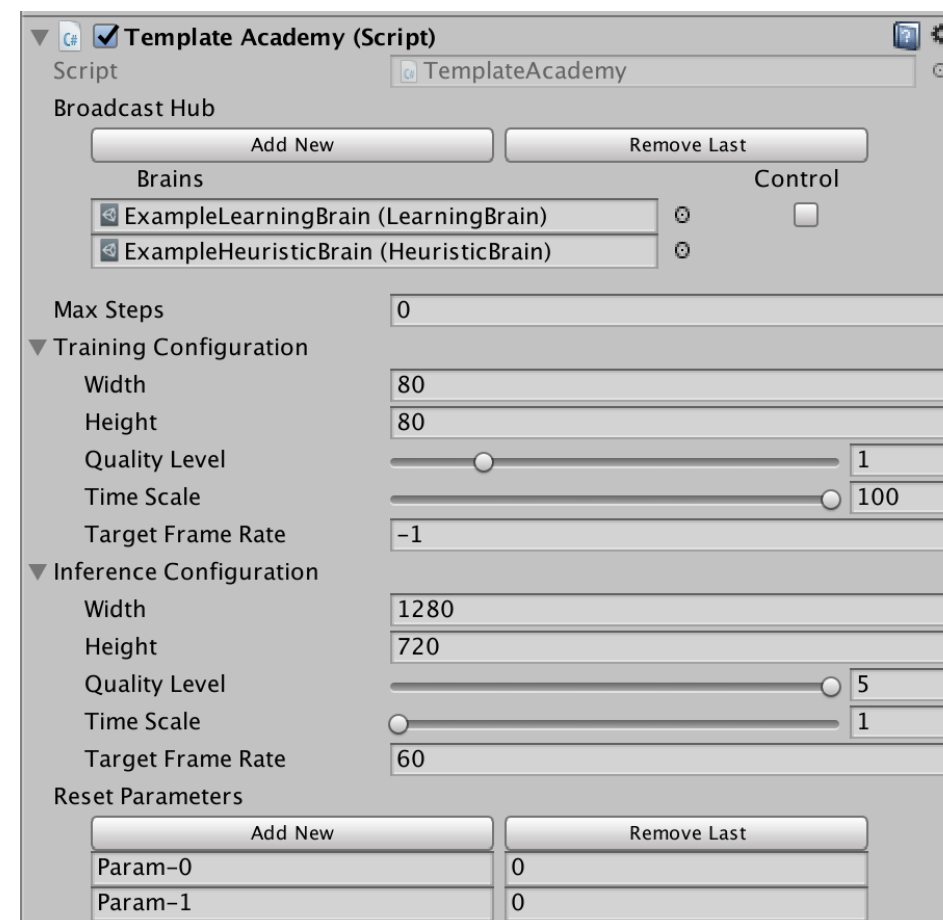 Template Academy (Script)
Script TemplateAcademy
Broadcast Hub
Add New Remove Last
Brains Control
ExampleLearningBrain (LearningBrain)
ExampleHeuristicBrain (HeuristicBrain)
Max Steps 0
Training Configuration
Width 80
Height 80
Quality Level 1
Time Scale 100
Target Frame Rate -1
Inference Configuration
Width 1280
Height 720
Quality Level 5
Time Scale 1
Target Frame Rate 60
Reset Parameters
Add New Remove Last
Param-0 0
Param-1 0